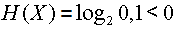 H(X) = log₂ 0,1 < 0